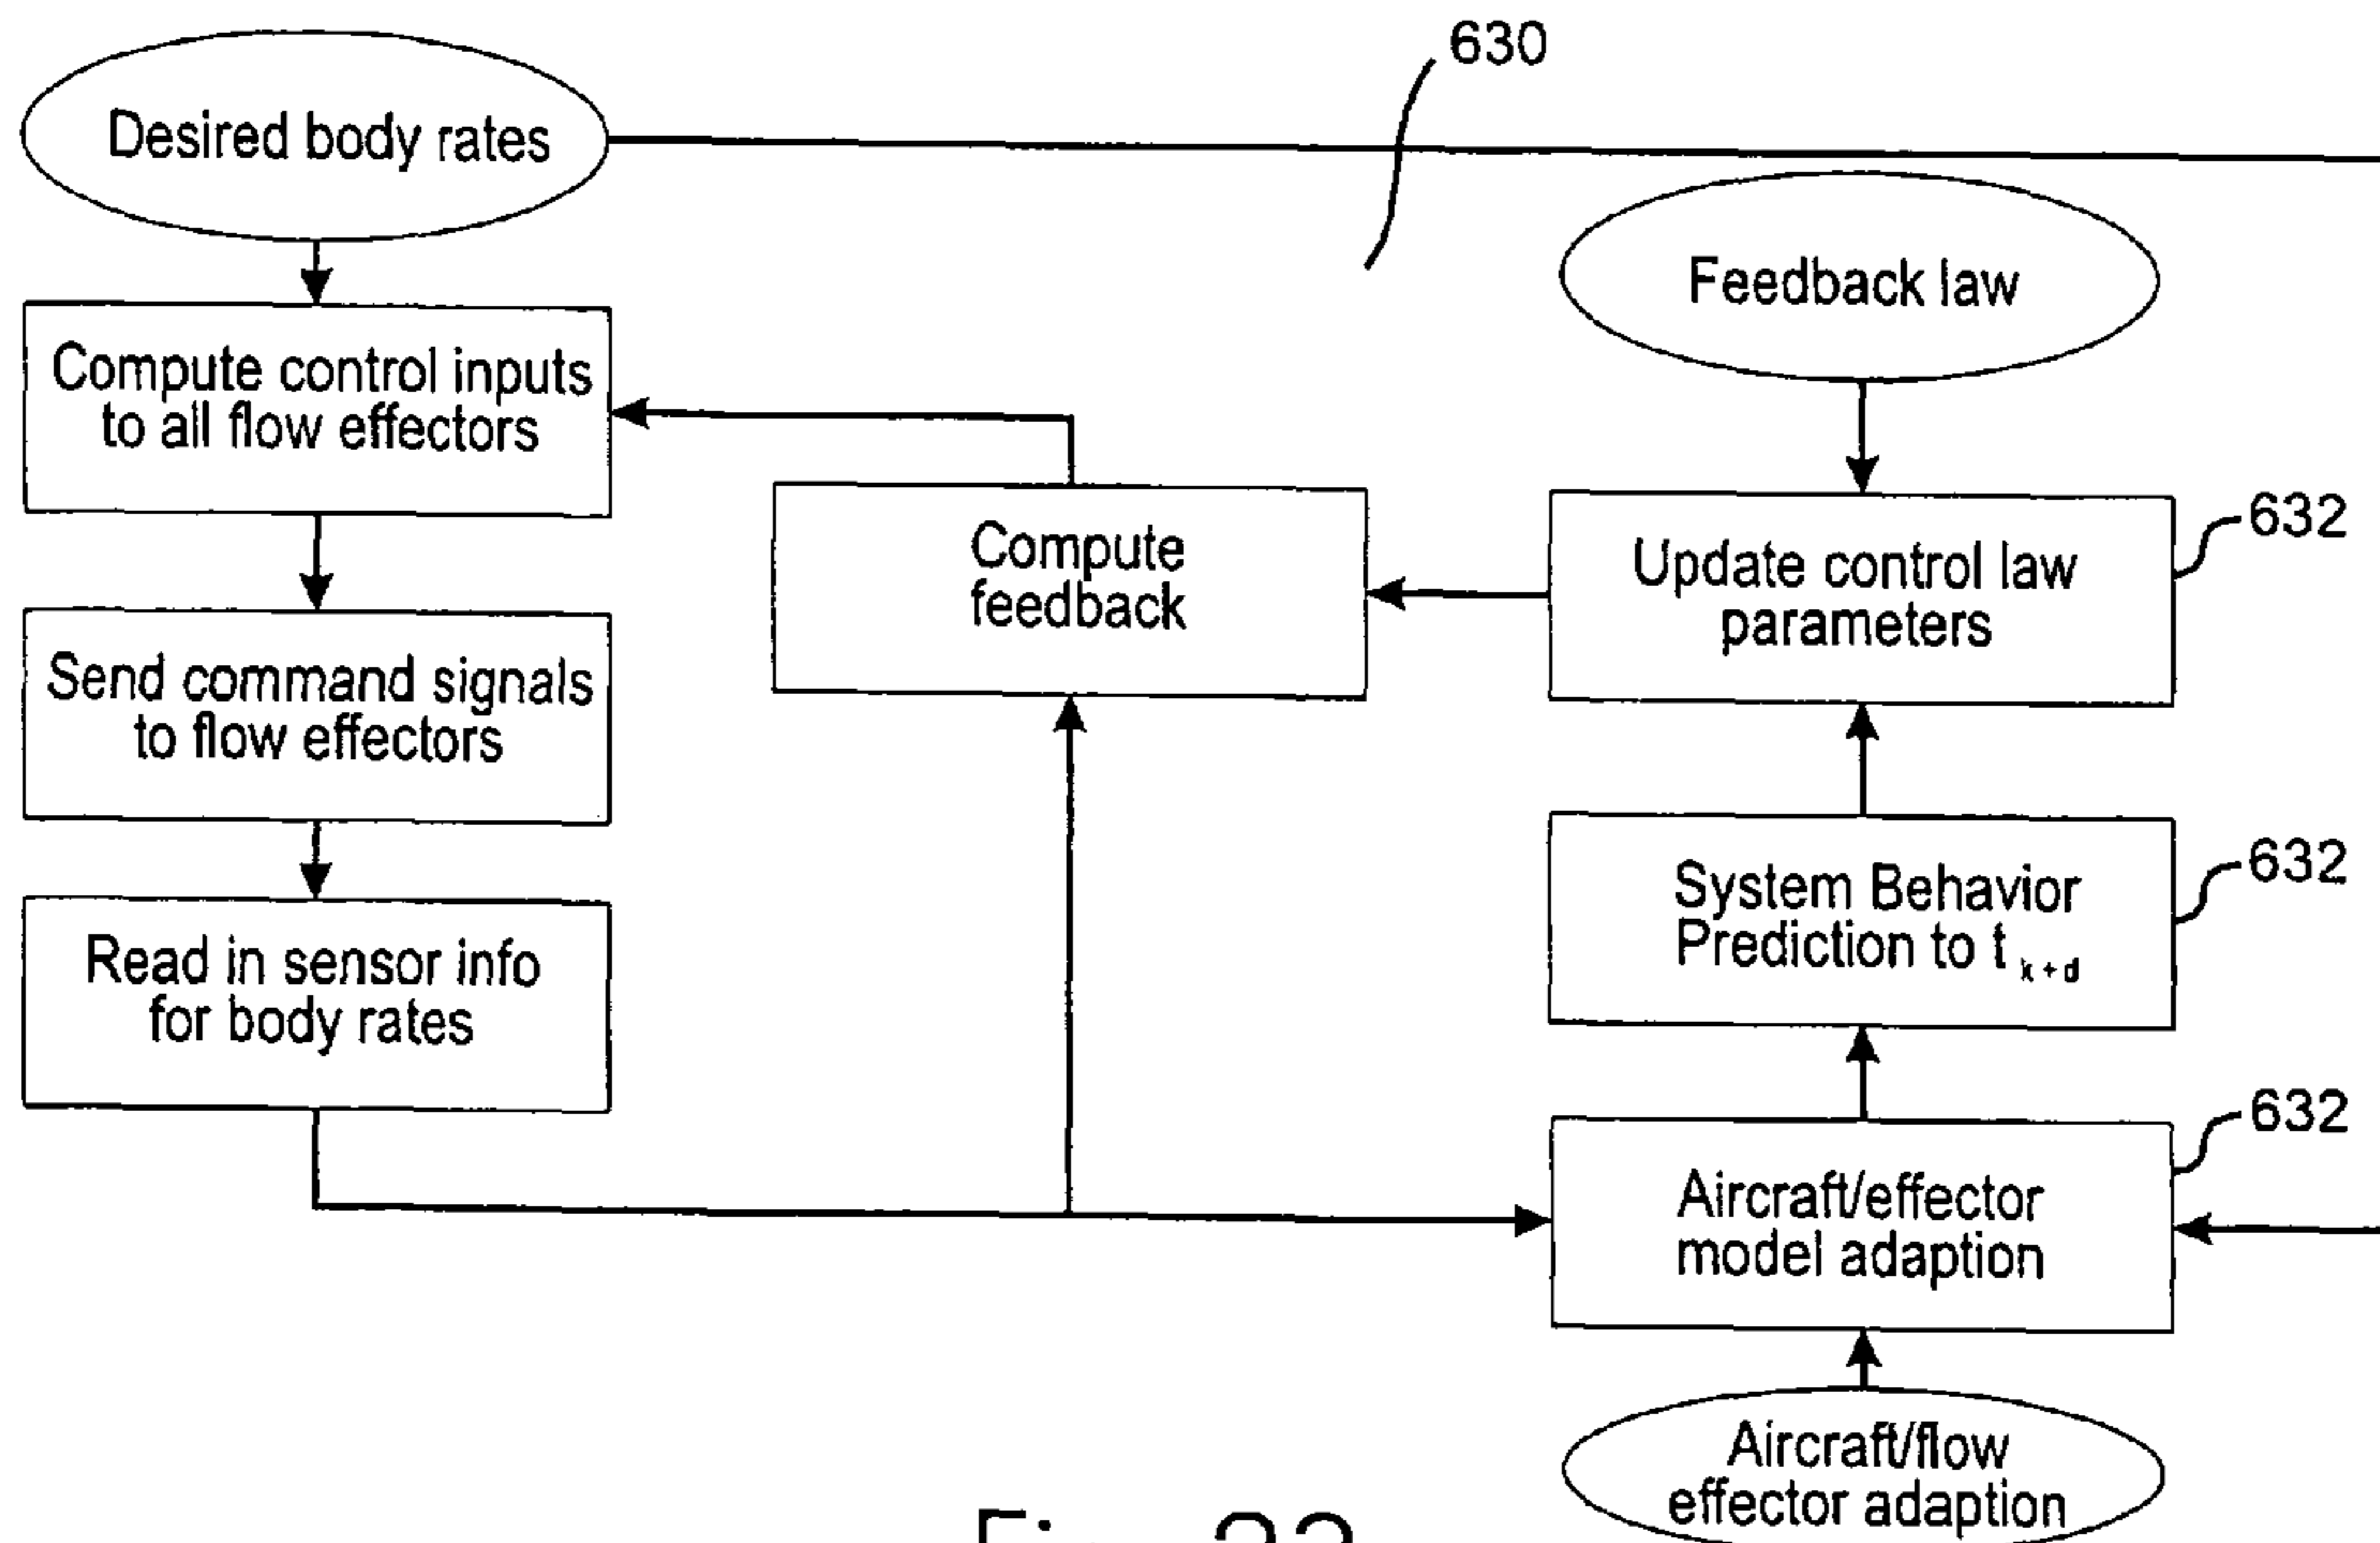 630
Desired body rates
Feedback law
Compute control inputs
to all flow effectors
Compute
feedback
Update control law
parameters
632
Send command signals
to flow effectors
System Behavior
Prediction to t k + d
632
Read in sensor info
for body rates
Aircraft/effector
model adaption
632
Aircraft/flow
effector adaption